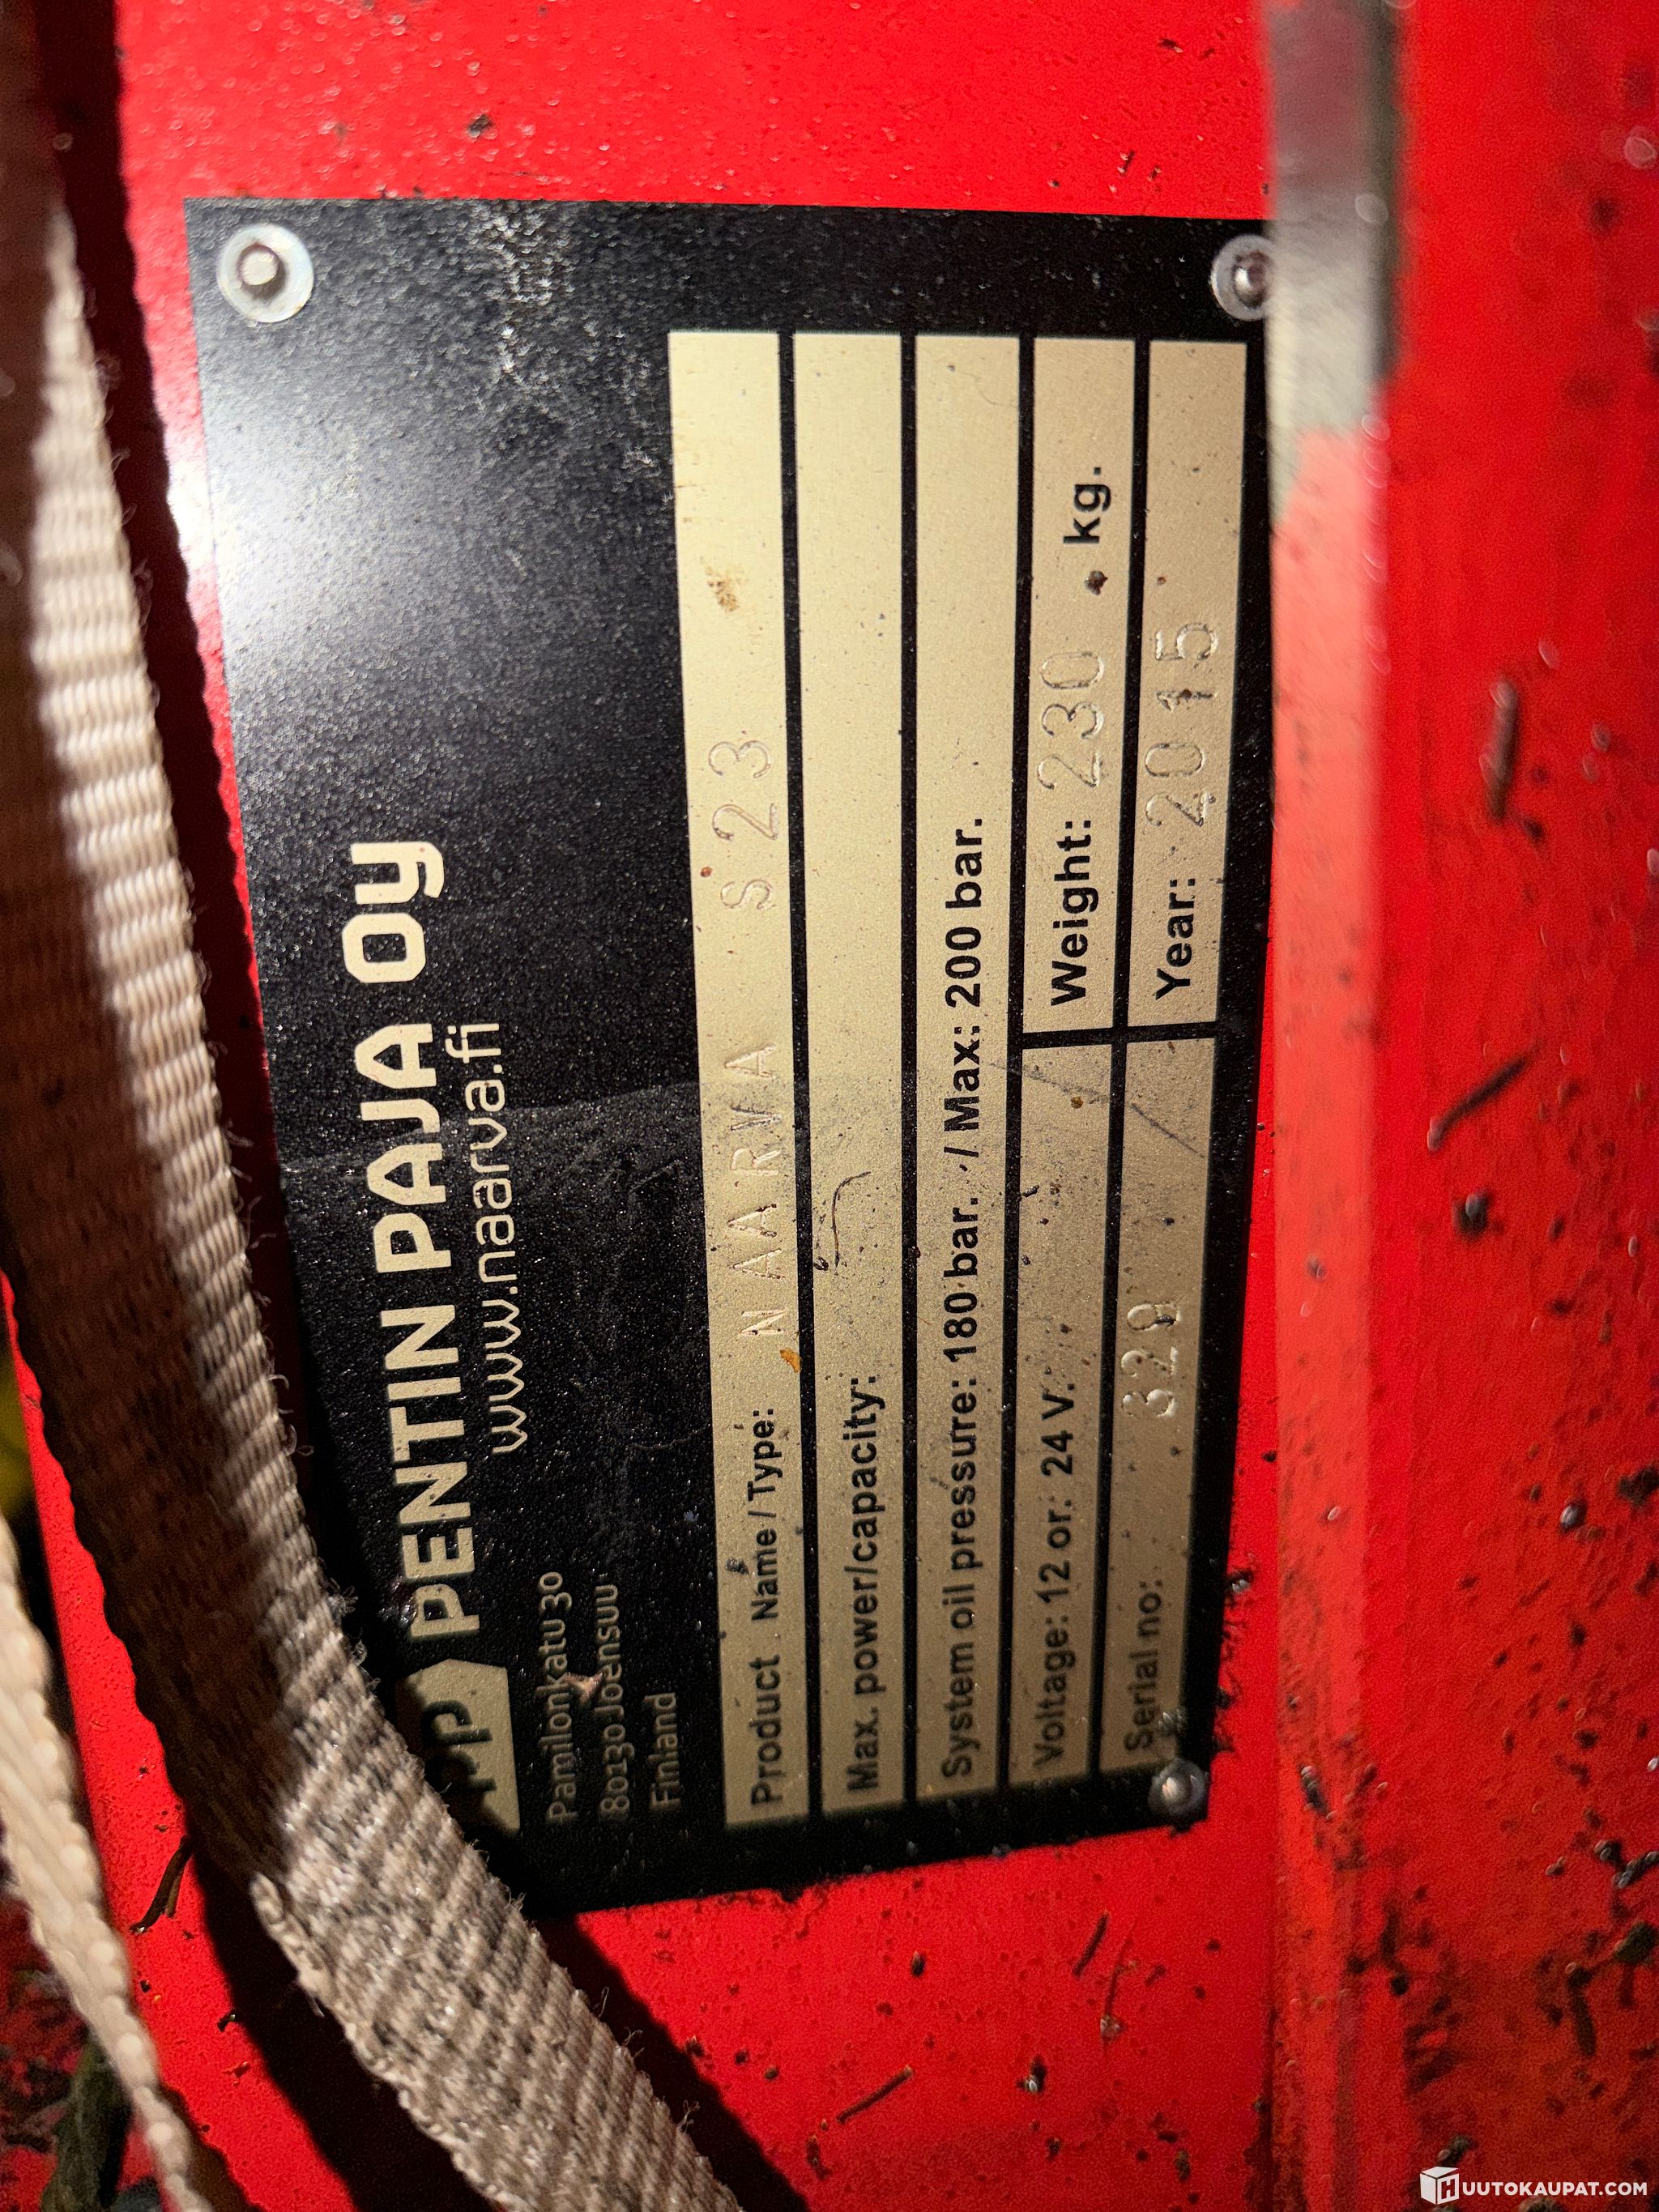 PP PENTIN PAJA OY
www.naarva.fi
Pamilonkatu 30
80130 Joensuu
Finland
Product Name / Type: NAARVA S23
Max. power/capacity:
System oil pressure: 180 bar. / Max: 200 bar.
Voltage: 12 or: 24 V. Weight: 230 kg.
Serial no: 329 Year: 2015
HUUTOKAUPAT.COM